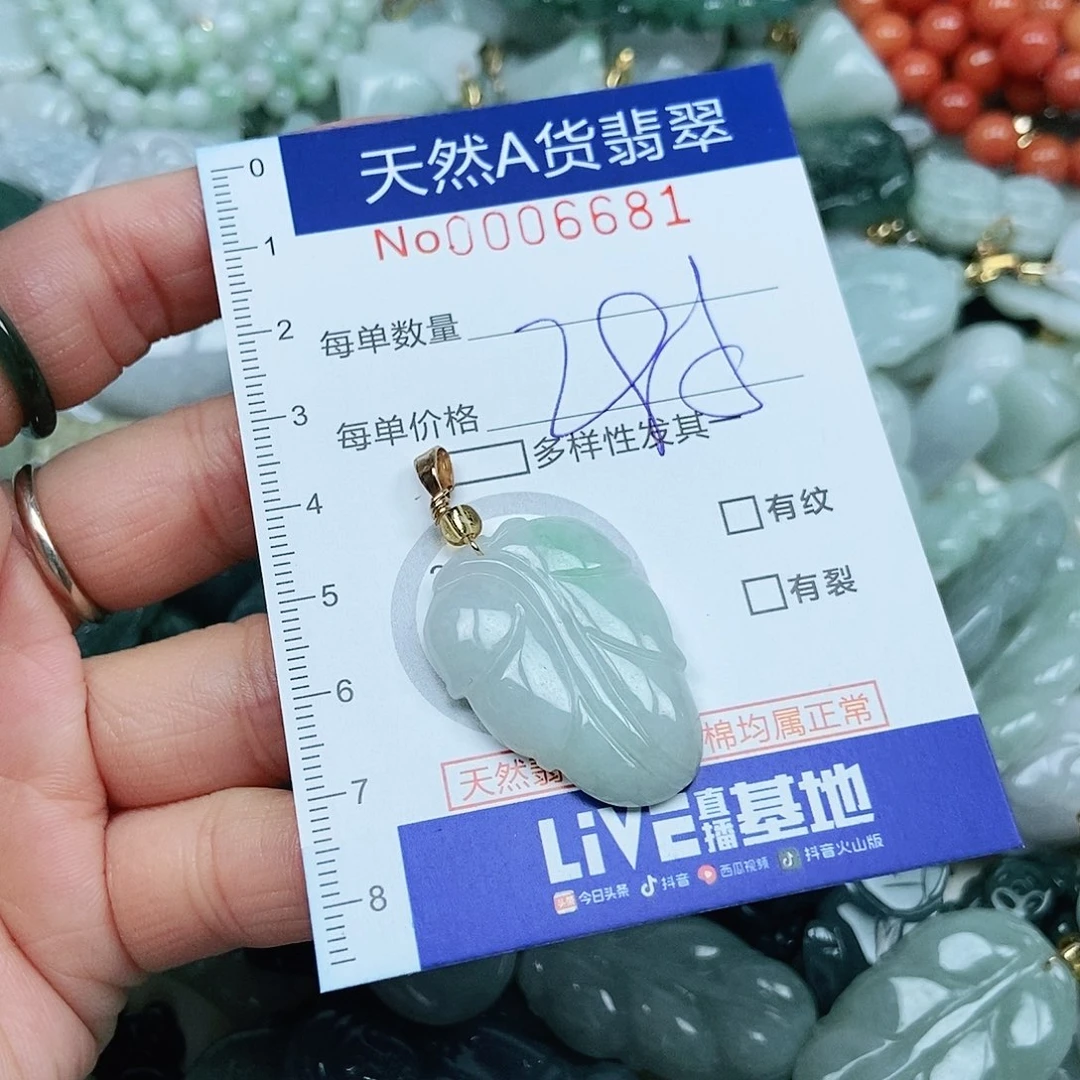 天然A货翡翠
No0006681
每单数量
每单价格
多样性发其一
有纹
有裂
天然翡
棉均属正常
LiVE直播基地
头条 今日头条 抖音 西瓜视频 抖音火山版
0
1
2
3
4
5
6
7
8